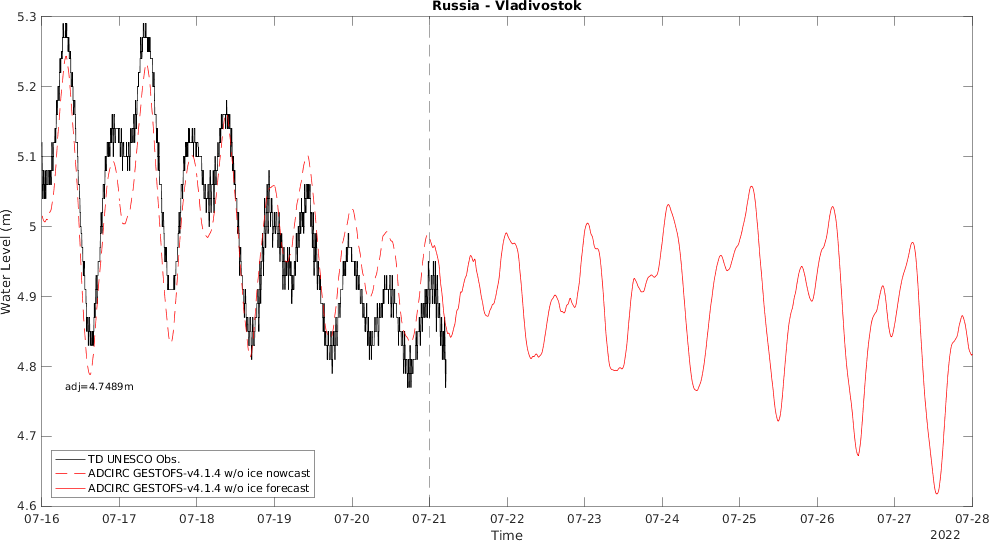 Russia - Vladivostok
5.3
5.2
5.1
5
4.9
4.8
4.7
4.6
Water Level (m)
adj=4.7489m
TD UNESCO Obs.
ADCIRC GESTOFS-v4.1.4 w/o ice nowcast
ADCIRC GESTOFS-v4.1.4 w/o ice forecast
07-16 07-17 07-18 07-19 07-20 07-21 07-22 07-23 07-24 07-25 07-26 07-27 07-28
Time
2022